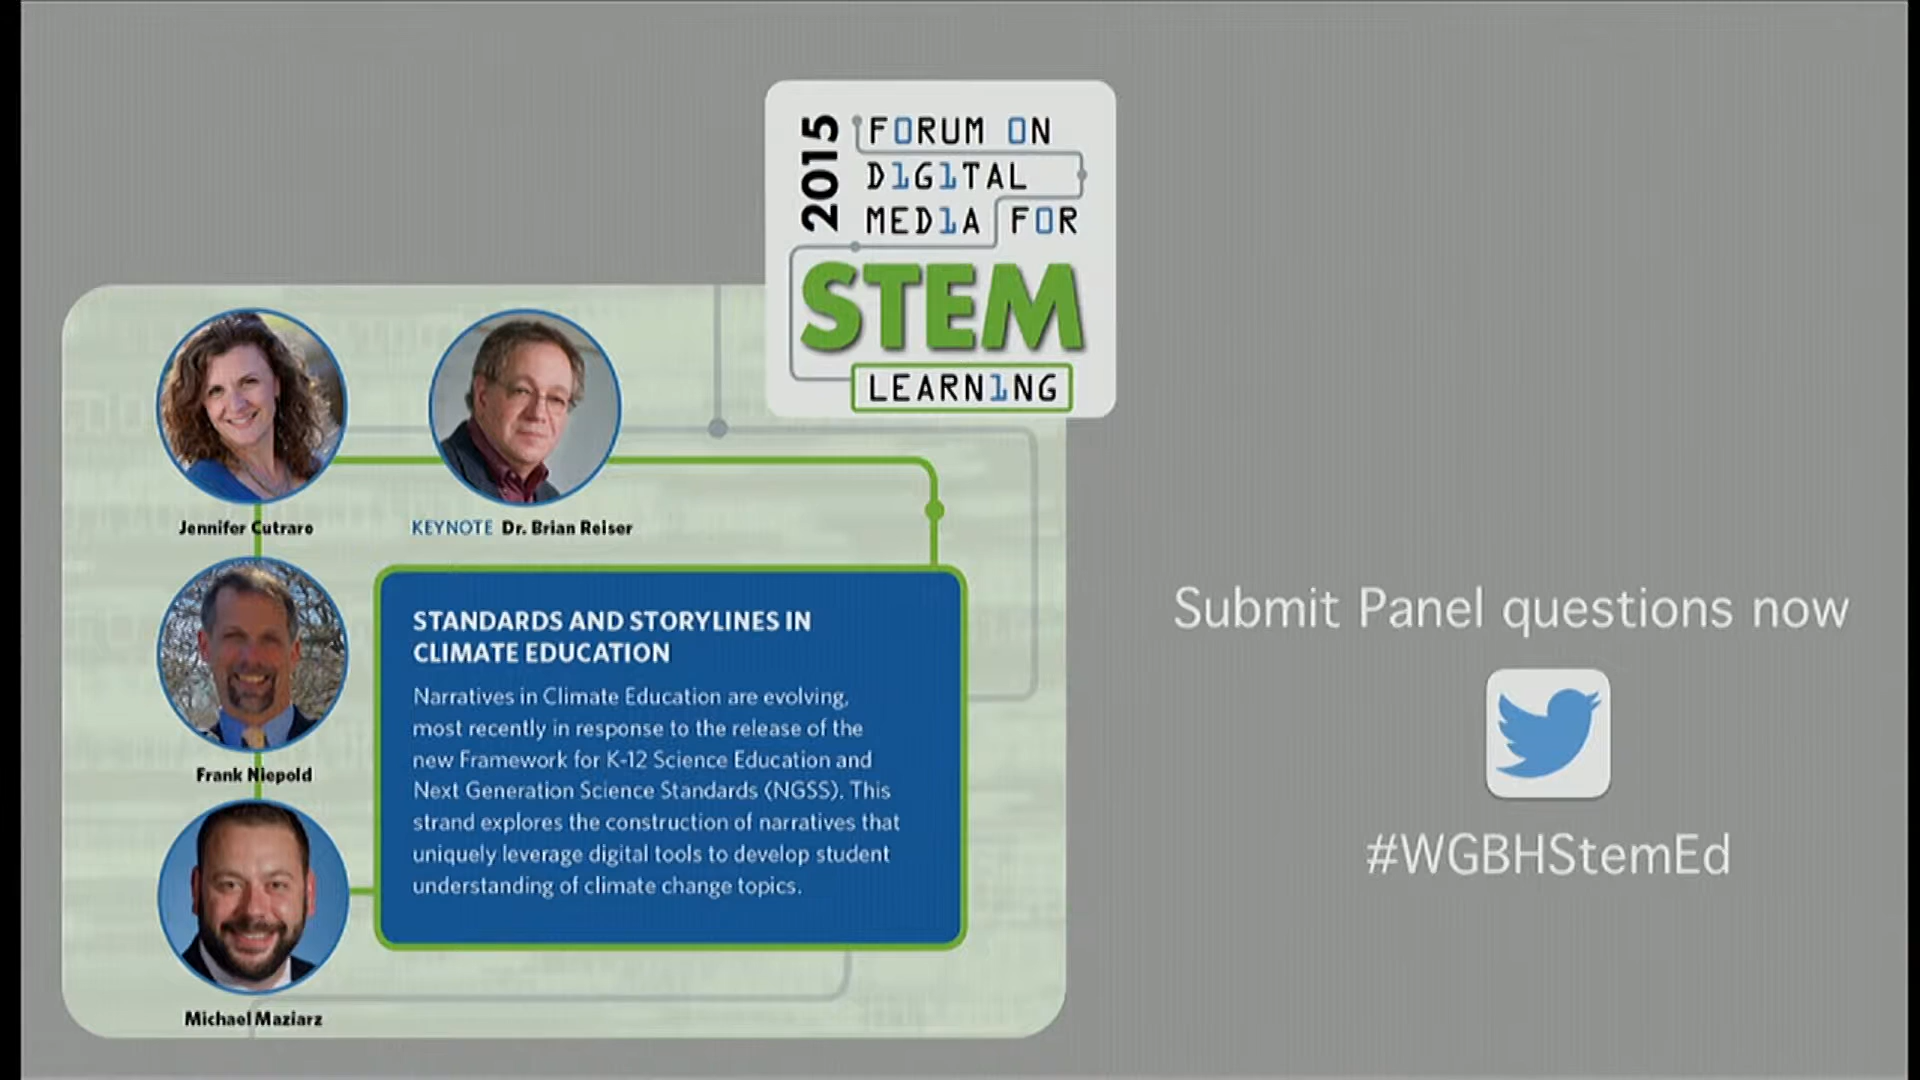 2015
FORUM ON
D1G1TAL
MED1A FOR
STEM
LEARN1NG
Jennifer Cutraro
KEYNOTE Dr. Brian Reiser
Frank Niepold
Michael Maziarz
STANDARDS AND STORYLINES IN
CLIMATE EDUCATION
Narratives in Climate Education are evolving,
most recently in response to the release of the
new Framework for K-12 Science Education and
Next Generation Science Standards (NGSS). This
strand explores the construction of narratives that
uniquely leverage digital tools to develop student
understanding of climate change topics.
Submit Panel questions now
#WGBHStemEd